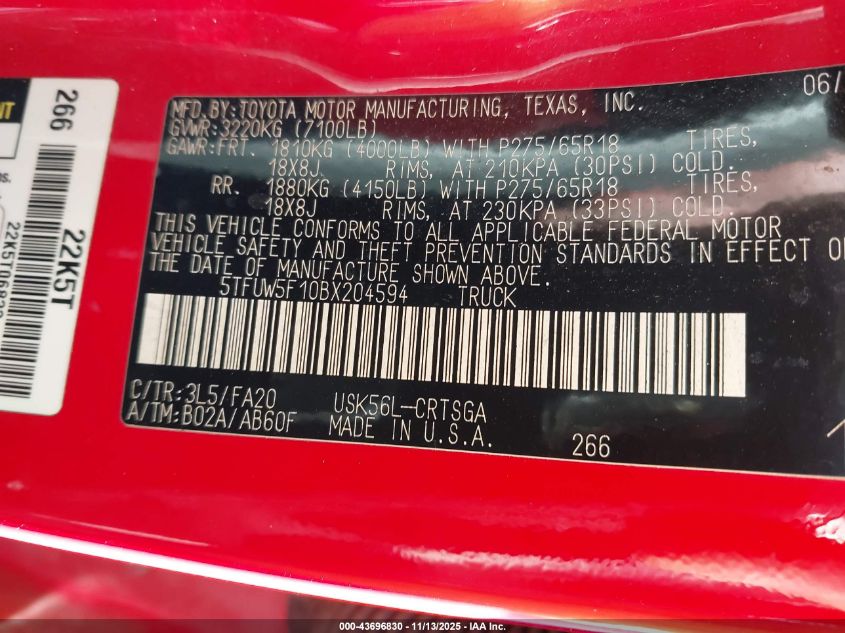 06/
MFD.BY:TOYOTA MOTOR MANUFACTURING, TEXAS, INC.
GVWR:3220KG (7100LB)
GAWR:FRT. 1810KG (4000LB) WITH P275/65R18 TIRES,
18X8J. RIMS, AT 210KPA (30PSI) COLD.
RR. 1880KG (4150LB) WITH P275/65R18 TIRES,
18X8J RIMS, AT 230KPA (33PSI) COLD.
THIS VEHICLE CONFORMS TO ALL APPLICABLE FEDERAL MOTOR
VEHICLE SAFETY AND THEFT PREVENTION STANDARDS IN EFFECT O
THE DATE OF MANUFACTURE SHOWN ABOVE.
5TFUW5F10BX204594 TRUCK
C/TR:3L5/FA20 USK56L-CRTSGA
A/TM:B02A/AB60F MADE IN U.S.A.
266
266
22K5T
000-43696830 - 11/13/2025 - IAA Inc.